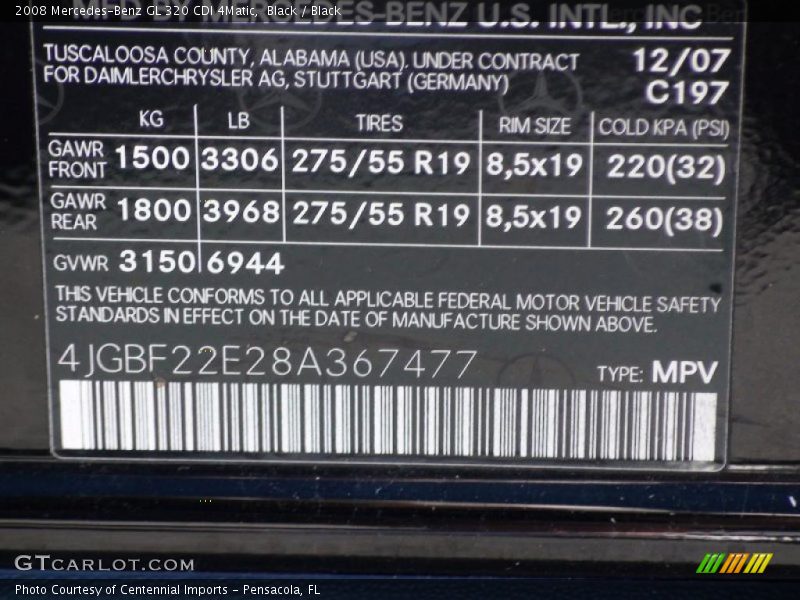 2008 Mercedes-Benz GL 320 CDI 4Matic, Black / Black
MERCEDES-BENZ U.S. INTL., INC
TUSCALOOSA COUNTY, ALABAMA (USA), UNDER CONTRACT
12/07
FOR DAIMLERCHRYSLER AG, STUTTGART (GERMANY)
C197
KG LB TIRES RIM SIZE COLD KPA (PSI)
GAWR FRONT 1500 3306 275/55 R19 8,5x19 220(32)
GAWR REAR 1800 3968 275/55 R19 8,5x19 260(38)
GVWR 3150 6944
THIS VEHICLE CONFORMS TO ALL APPLICABLE FEDERAL MOTOR VEHICLE SAFETY
STANDARDS IN EFFECT ON THE DATE OF MANUFACTURE SHOWN ABOVE.
4JGBF22E28A367477
TYPE: MPV
GTCARLOT.COM
Photo Courtesy of Centennial Imports - Pensacola, FL